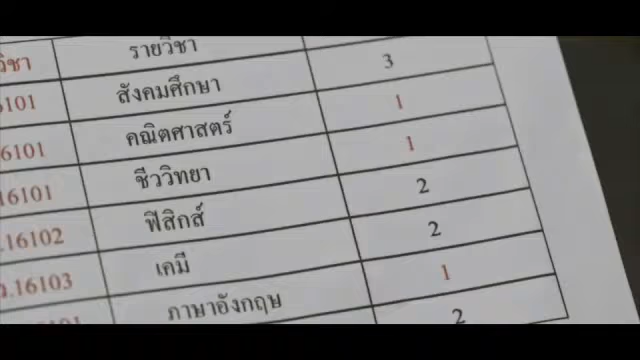 วิชา รายวิชา
6101 สังคมศึกษา 3
6101 คณิตศาสตร์ 1
16101 ชีววิทยา 1
.16102 ฟิสิกส์ 2
ว.16103 เคมี 2
ภาษาอังกฤษ 1
2